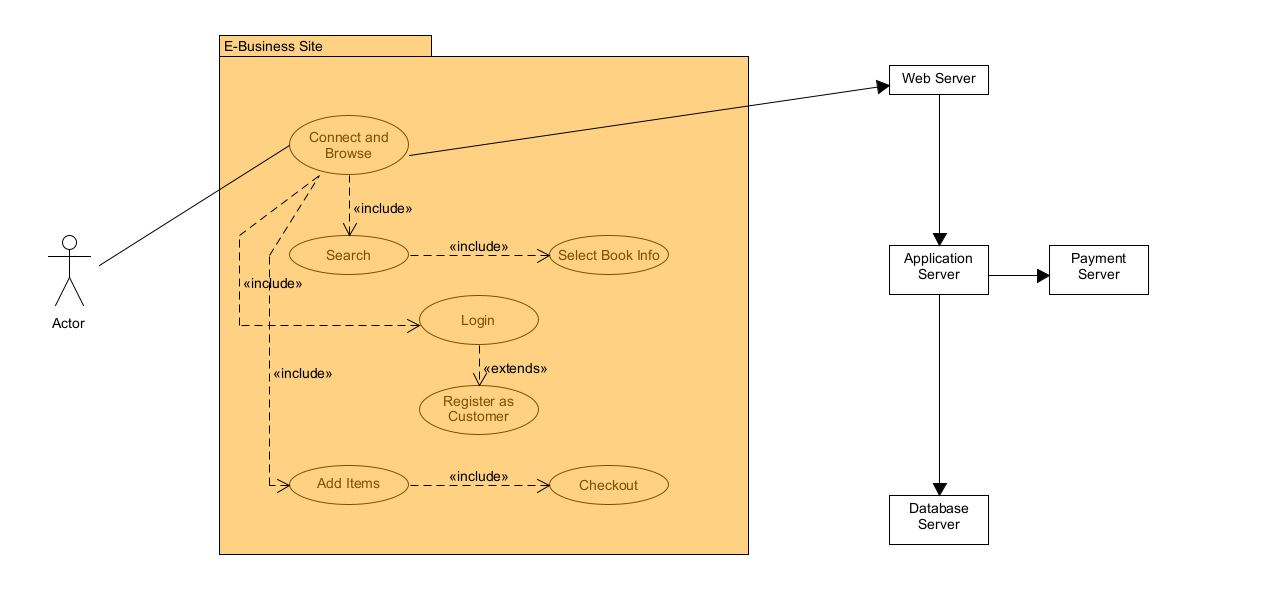 E-Business Site
Web Server
Connect and
Browse
«include»
Search
«include»
Select Book Info
Application
Server
Payment
Server
«include»
Login
Actor
«include»
«extends»
Register as
Customer
Add Items
«include»
Checkout
Database
Server